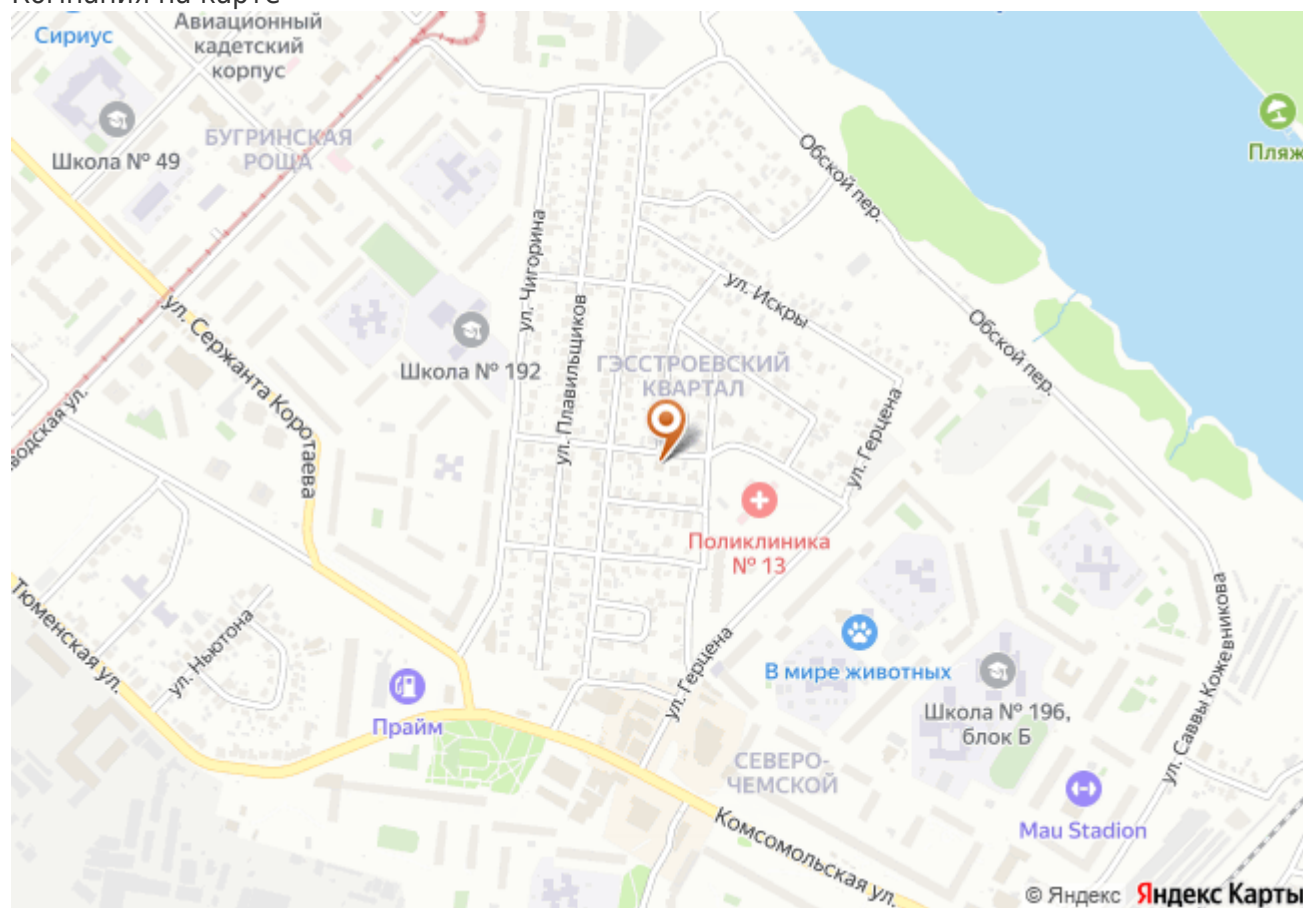 Компания на карте
Сириус
Авиационный
кадетский
корпус
БУГРИНСКАЯ
РОЩА
Школа № 49
Пляж
Обской пер.
ул. Чигорина
ул. Искры
ул. Плавильщиков
ул. Сержанта Коротаева
Школа № 192
ГЭССТРОЕВСКИЙ
КВАРТАЛ
Обской пер.
ул. Герцена
водская ул.
Поликлиника
№ 13
Тюменская ул.
ул. Ньютона
ул. Герцена
В мире животных
ул. Саввы Кожевникова
Прайм
Школа № 196,
блок Б
СЕВЕРО-
ЧЕМСКОЙ
Mau Stadion
Комсомольская ул.
© Яндекс Яндекс Карты